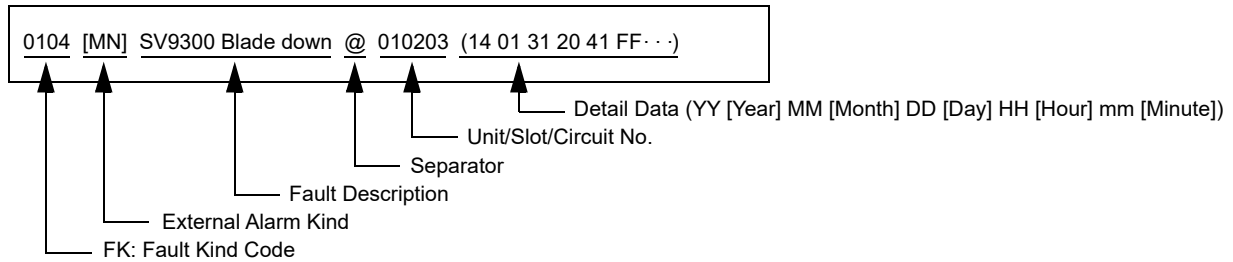 0104 [MN] SV9300 Blade down @ 010203 (14 01 31 20 41 FF· · ·)
Detail Data (YY [Year] MM [Month] DD [Day] HH [Hour] mm [Minute])
Unit/Slot/Circuit No.
Separator
Fault Description
External Alarm Kind
FK: Fault Kind Code